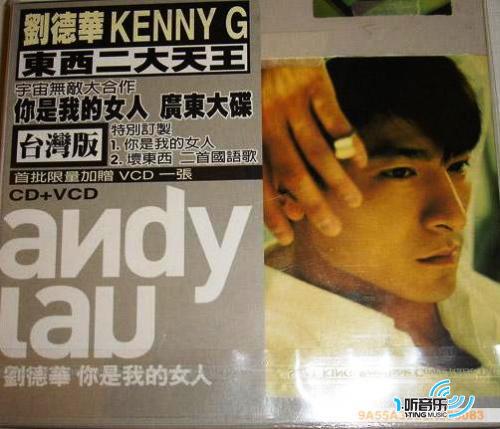 劉德華 KENNY G
東西二大天王
宇宙無敵大合作
你是我的女人 廣東大碟
台灣版
特別訂製
1. 你是我的女人
2. 壞東西 二首國語歌
首批限量加贈 VCD 一張
CD+VCD
andy
lau
劉德華 你是我的女人
听音乐
1-TING MUSIC